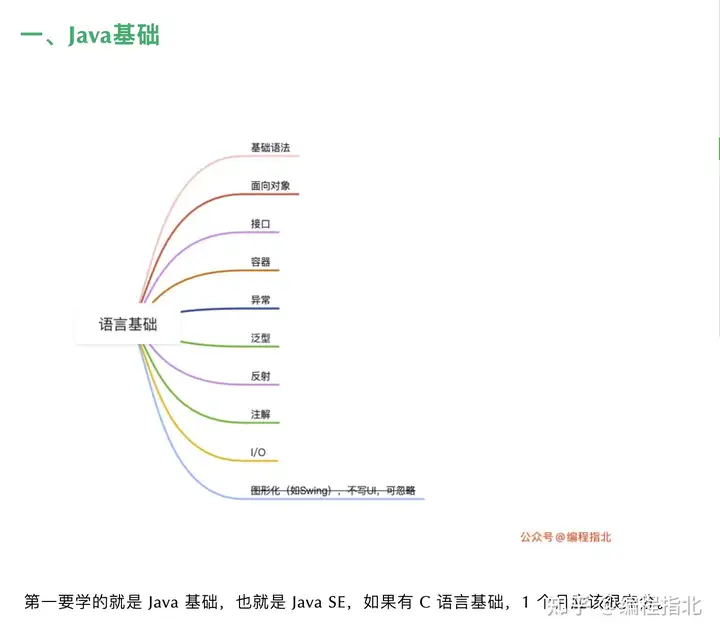 一、Java基础
基础语法
面向对象
接口
容器
异常
语言基础
泛型
反射
注解
I/O
图形化（如Swing），不写UI，可忽略
公众号@编程指北
第一要学的就是 Java 基础，也就是 Java SE，如果有 C 语言基础，1 个月应该很
知乎 @编程指北